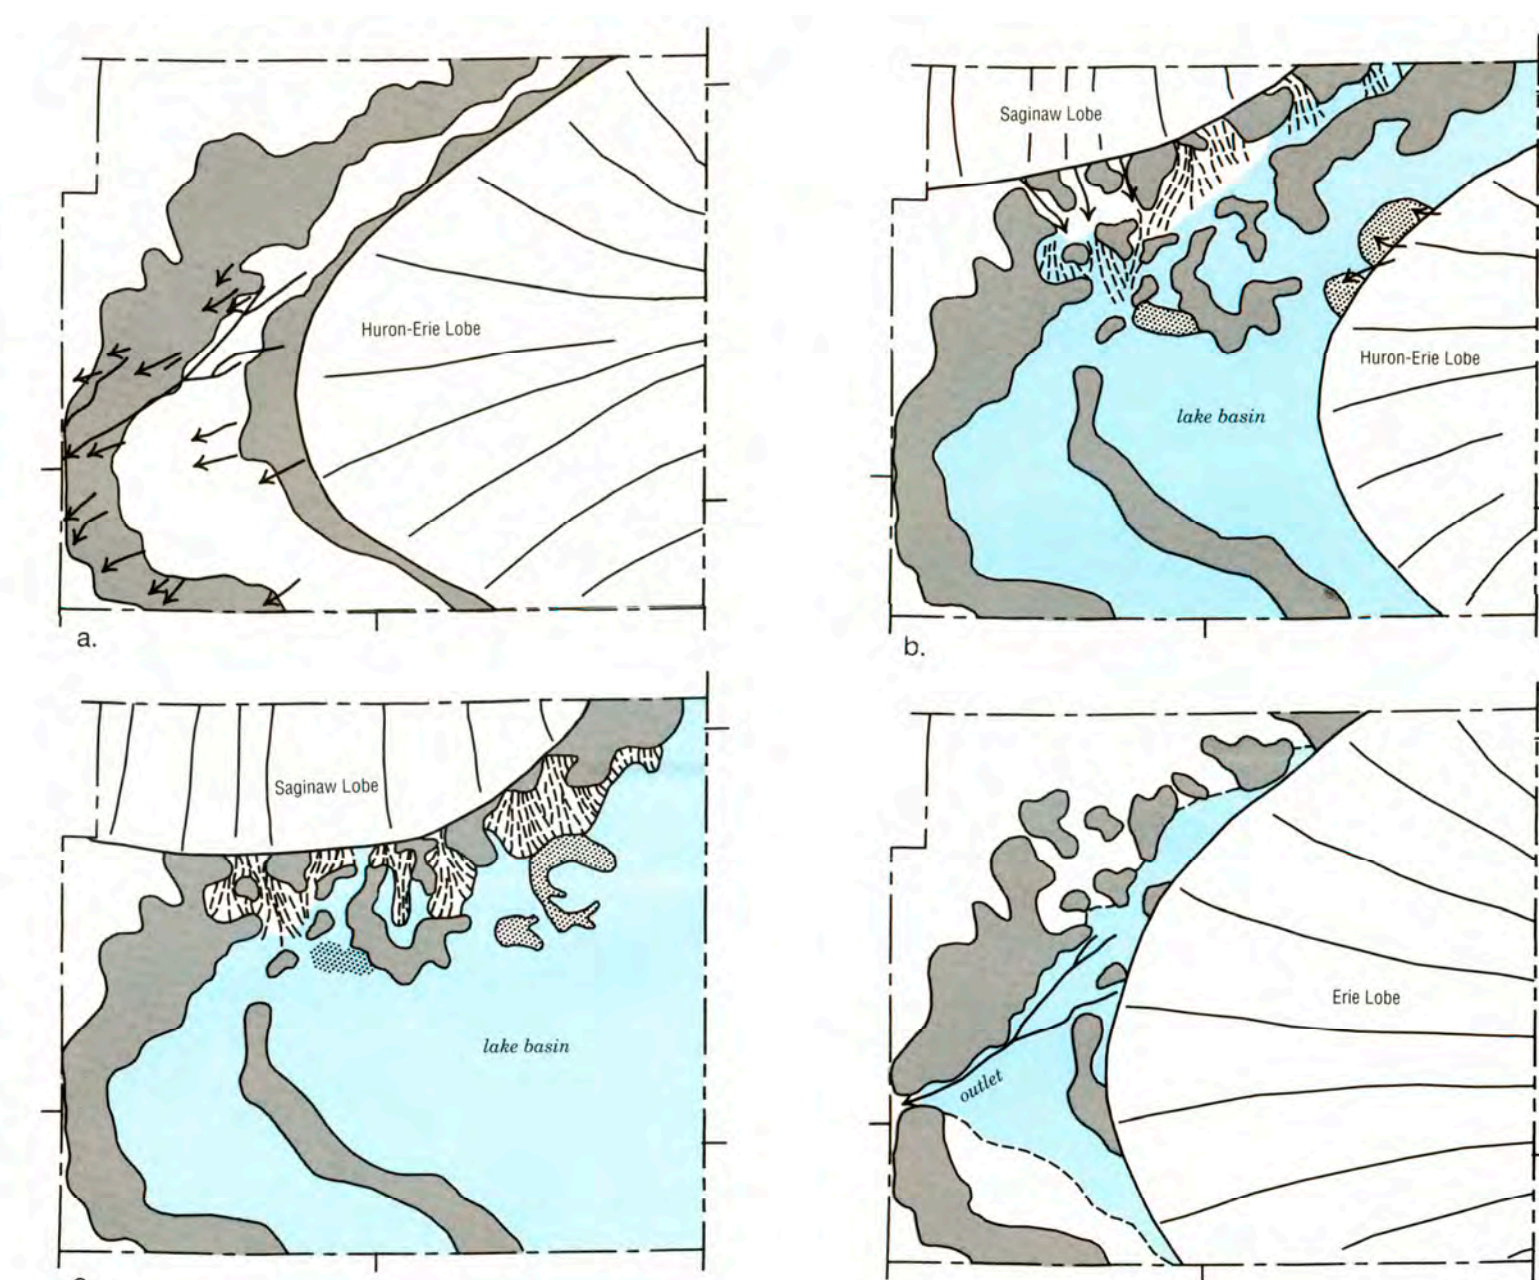 Huron-Erie Lobe
a.
Saginaw Lobe
Huron-Erie Lobe
lake basin
b.
Saginaw Lobe
lake basin
Erie Lobe
outlet